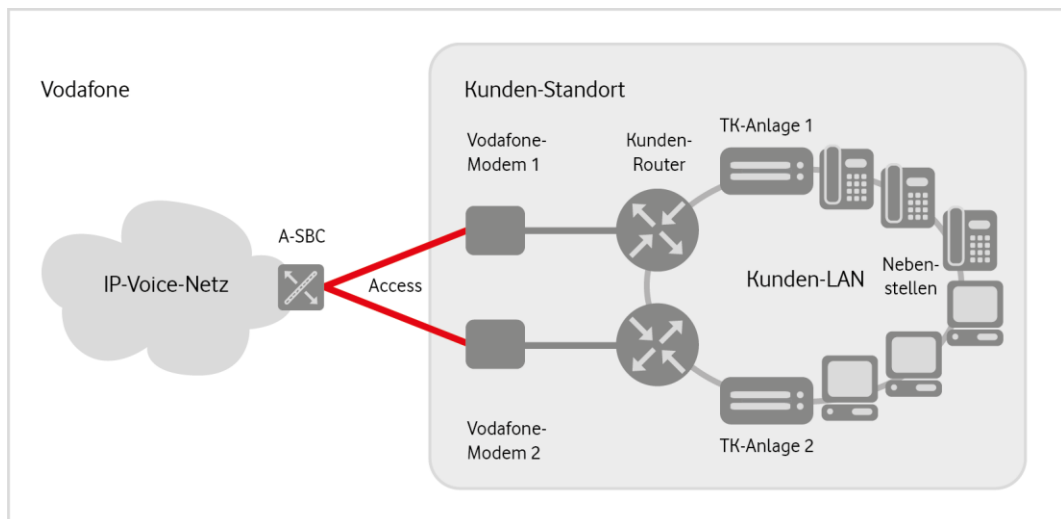 Vodafone
Kunden-Standort
Vodafone-
Modem 1
Kunden-
Router
TK-Anlage 1
A-SBC
IP-Voice-Netz
Access
Kunden-LAN
Neben-
stellen
Vodafone-
Modem 2
TK-Anlage 2